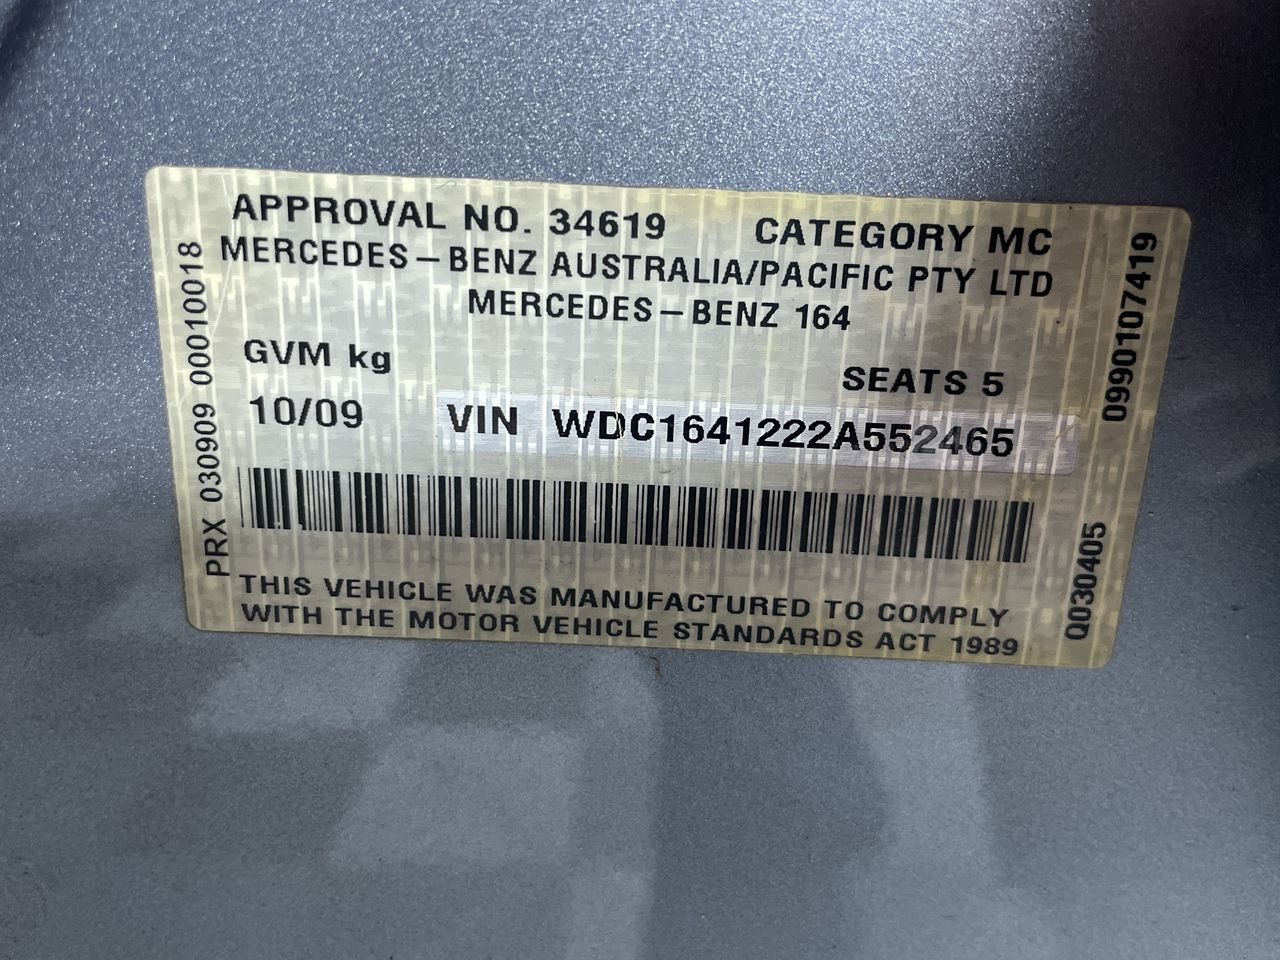 APPROVAL NO. 34619 CATEGORY MC
MERCEDES – BENZ AUSTRALIA/PACIFIC PTY LTD
MERCEDES – BENZ 164
GVM kg
SEATS 5
10/09 VIN WDC1641222A552465
THIS VEHICLE WAS MANUFACTURED TO COMPLY
WITH THE MOTOR VEHICLE STANDARDS ACT 1989
PRX 030909 00010018
Q030405 0990107419